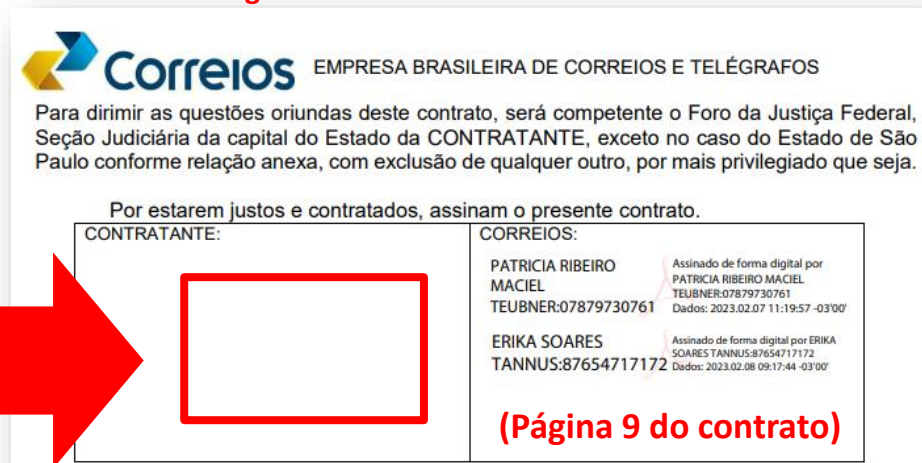 Correios EMPRESA BRASILEIRA DE CORREIOS E TELÉGRAFOS
Para dirimir as questões oriundas deste contrato, será competente o Foro da Justiça Federal,
Seção Judiciária da capital do Estado da CONTRATANTE, exceto no caso do Estado de São
Paulo conforme relação anexa, com exclusão de qualquer outro, por mais privilegiado que seja.
Por estarem justos e contratados, assinam o presente contrato.
CONTRATANTE:
CORREIOS:
PATRICIA RIBEIRO
MACIEL
TEUBNER:07879730761
Assinado de forma digital por
PATRICIA RIBEIRO MACIEL
TEUBNER:07879730761
Dados: 2023.02.07 11:19:57 -03'00'
ERIKA SOARES
TANNUS:87654717172
Assinado de forma digital por ERIKA
SOARES TANNUS:87654717172
Dados: 2023.02.08 09:17:44 -03'00'
(Página 9 do contrato)